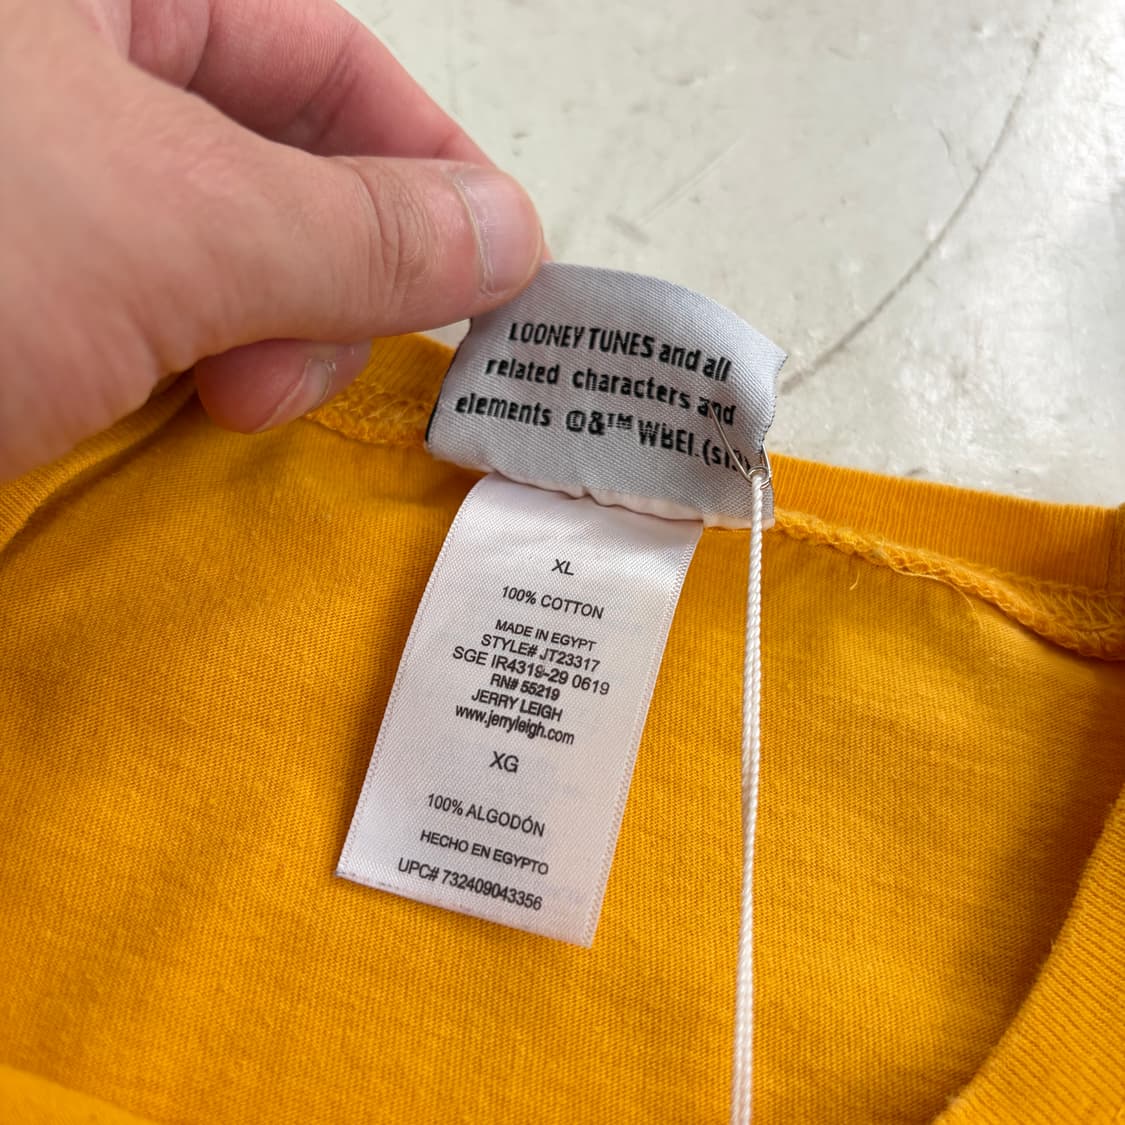 LOONEY TUNES and all
related characters and
elements ©&™ WBEI. (s19)
XL
100% COTTON
MADE IN EGYPT
STYLE# JT23317
SGE IR4319-29 0619
RN# 55219
JERRY LEIGH
www.jerryleigh.com
XG
100% ALGODÓN
HECHO EN EGYPTO
UPC# 732409043356